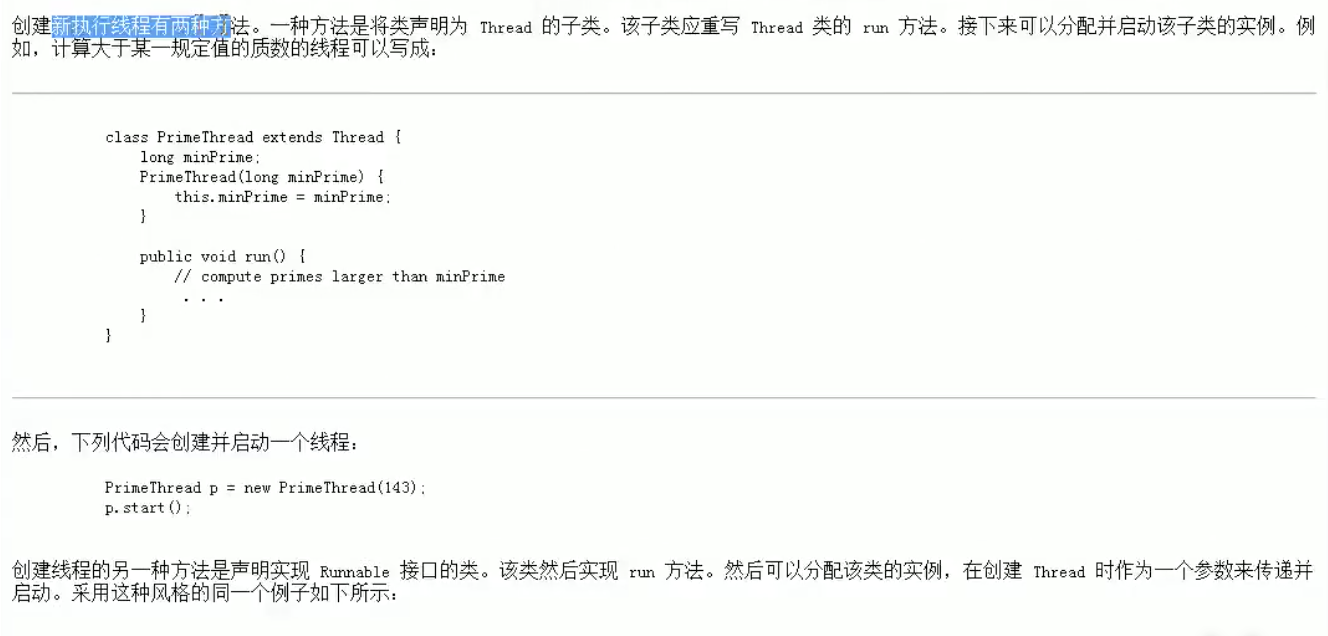 创建新执行线程有两种方法。一种方法是将类声明为 Thread 的子类。该子类应重写 Thread 类的 run 方法。接下来可以分配并启动该子类的实例。例
如，计算大于某一规定值的质数的线程可以写成：
class PrimeThread extends Thread {
    long minPrime;
    PrimeThread(long minPrime) {
        this.minPrime = minPrime;
    }
    public void run() {
        // compute primes larger than minPrime
         . . .
    }
}
然后，下列代码会创建并启动一个线程：
PrimeThread p = new PrimeThread(143);
p.start();
创建线程的另一种方法是声明实现 Runnable 接口的类。该类然后实现 run 方法。然后可以分配该类的实例，在创建 Thread 时作为一个参数来传递并
启动。采用这种风格的同一个例子如下所示：